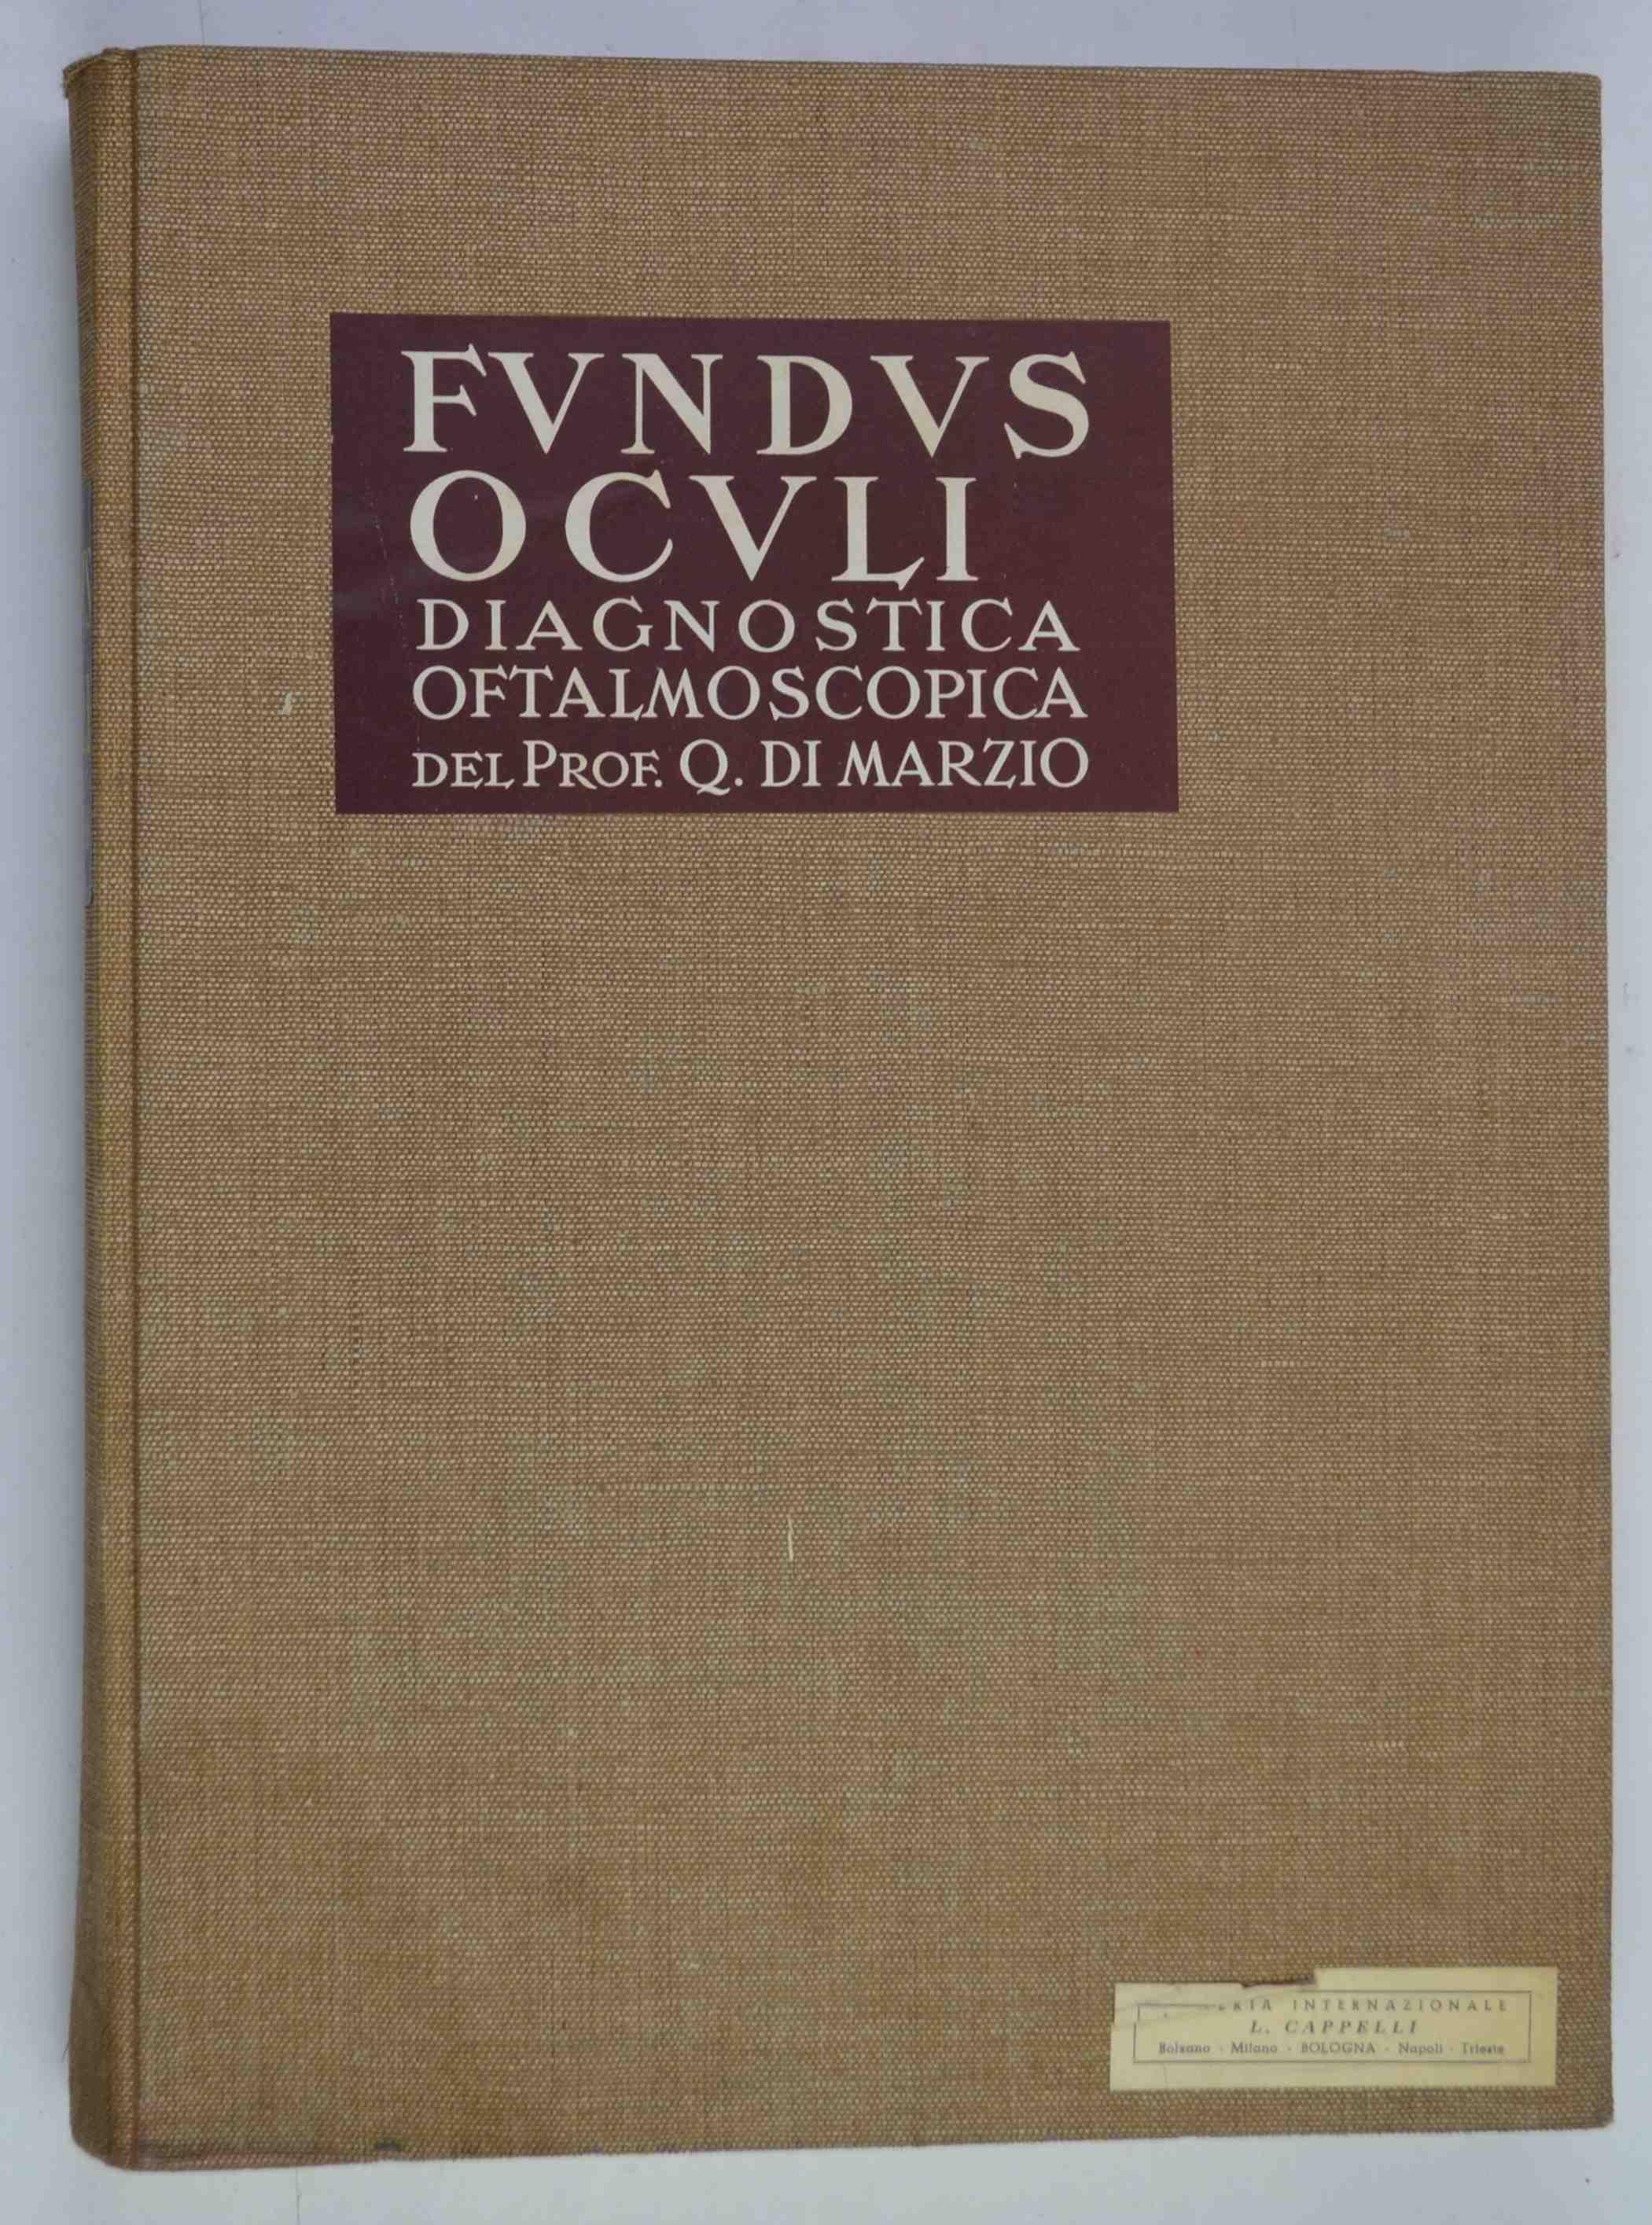 FVNDVS
OCVLI
DIAGNOSTICA
OFTALMOSCOPICA
DEL PROF. Q. DI MARZIO
INTERNAZIONALE
L. CAPPELLI
Bolzano - Milano - BOLOGNA - Napoli - Trieste